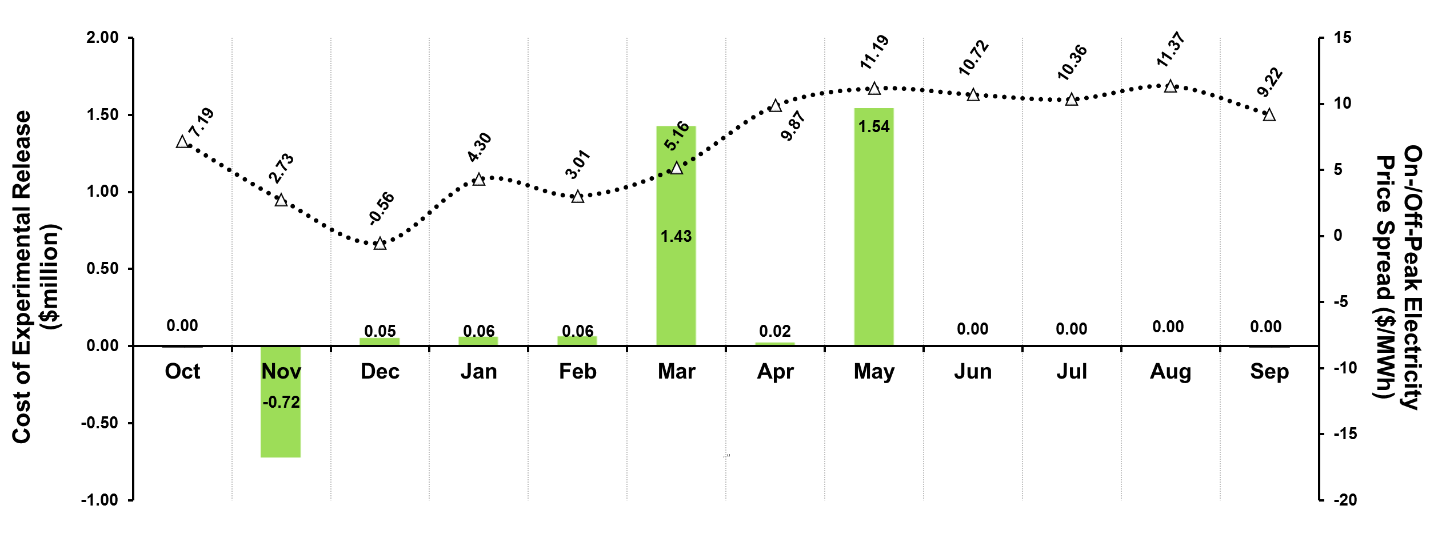 Cost of Experimental Release
($million)
2.00
1.50
1.00
0.50
0.00
-0.50
-1.00
7.19
2.73
-0.56
4.30
3.01
5.16
9.87
11.19
10.72
10.36
11.37
9.22
0.00
-0.72
0.05
0.06
0.06
1.43
0.02
1.54
0.00
0.00
0.00
0.00
Oct
Nov
Dec
Jan
Feb
Mar
Apr
May
Jun
Jul
Aug
Sep
15
10
5
0
-5
-10
-15
-20
On-/Off-Peak Electricity
Price Spread ($/MWh)